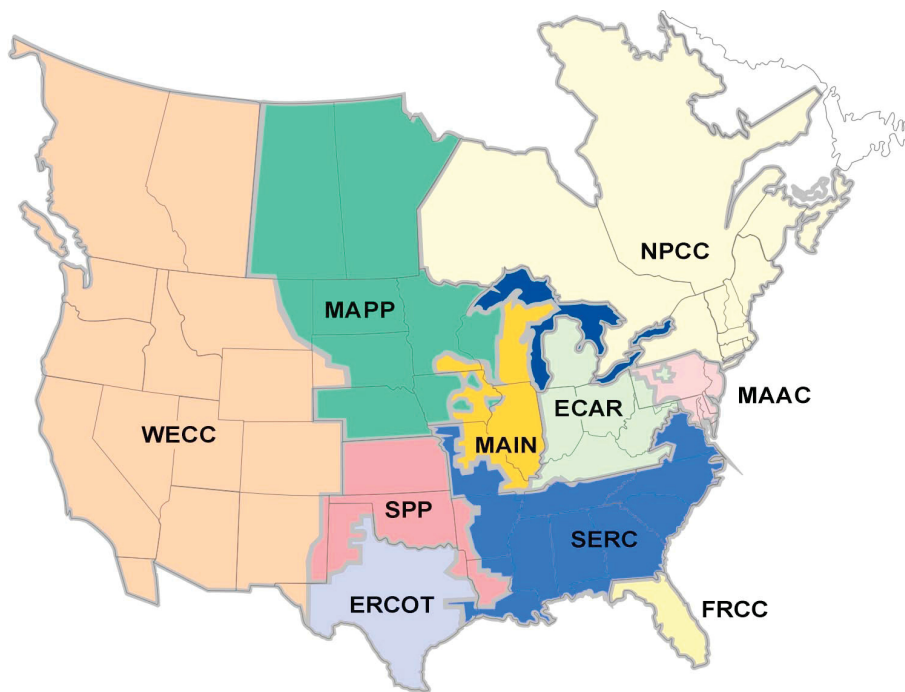 NPCC
MAPP
MAAC
ECAR
WECC
MAIN
SPP
SERC
ERCOT
FRCC